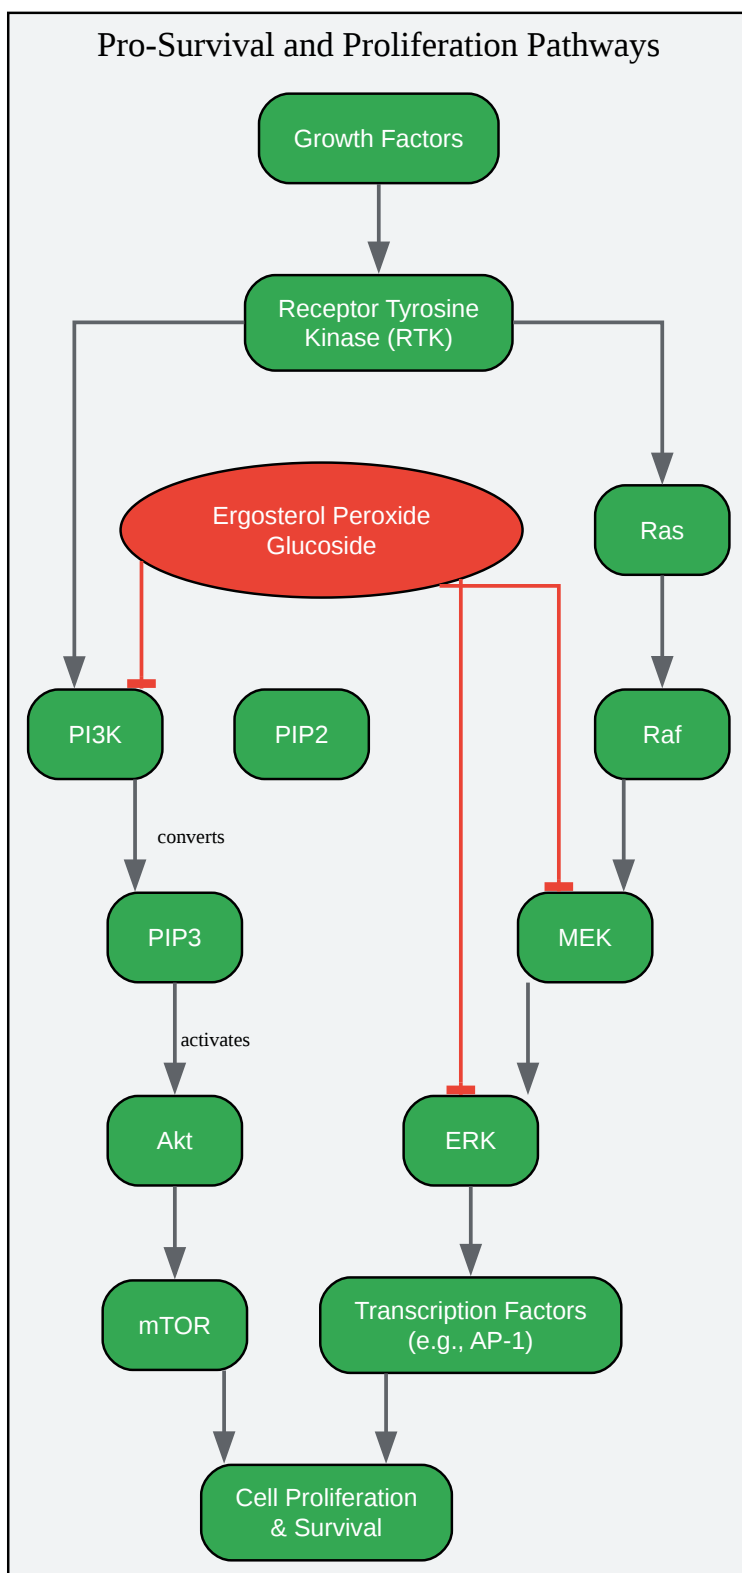 Pro-Survival and Proliferation Pathways
Growth Factors
Receptor Tyrosine
Kinase (RTK)
Ergosterol Peroxide
Glucoside
Ras
PI3K
PIP2
Raf
converts
PIP3
MEK
activates
Akt
ERK
mTOR
Transcription Factors
(e.g., AP-1)
Cell Proliferation
& Survival